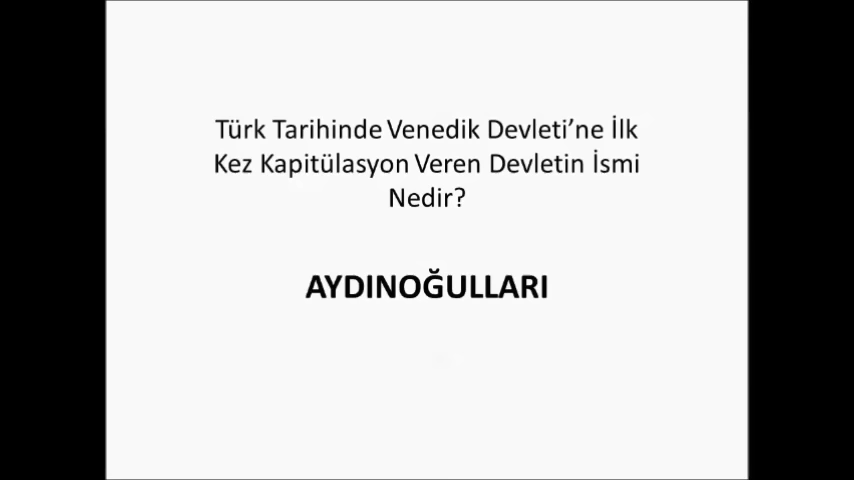 Türk Tarihinde Venedik Devleti’ne İlk
Kez Kapitülasyon Veren Devletin İsmi
Nedir?
AYDINOĞULLARI